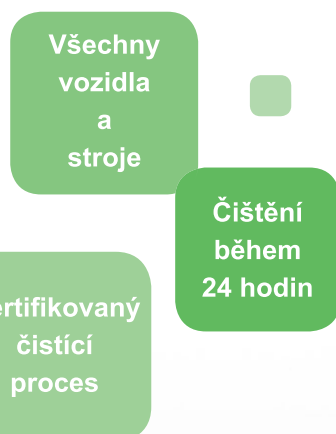 Všechny
vozidla
a
stroje
Čištění
během
24 hodin
ertifikovaný
čistící
proces